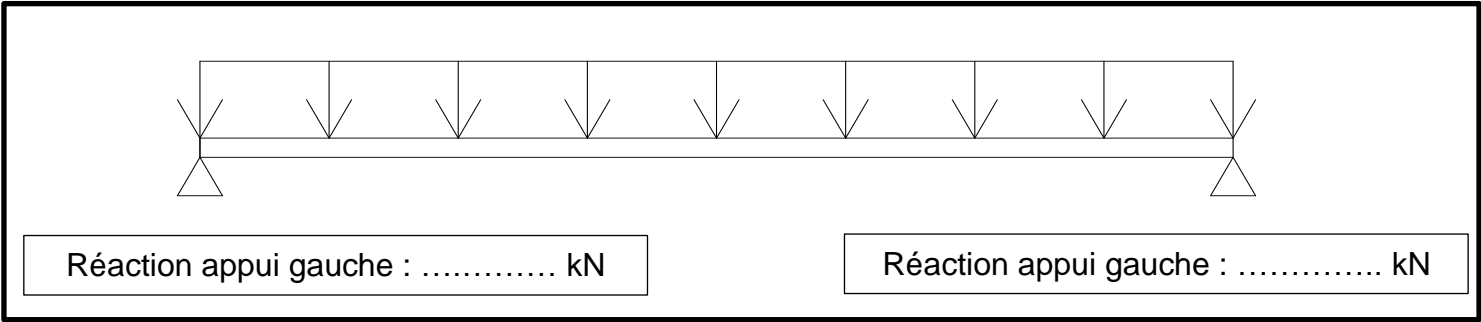 Réaction appui gauche : …..……… kN
Réaction appui gauche : ………….. kN